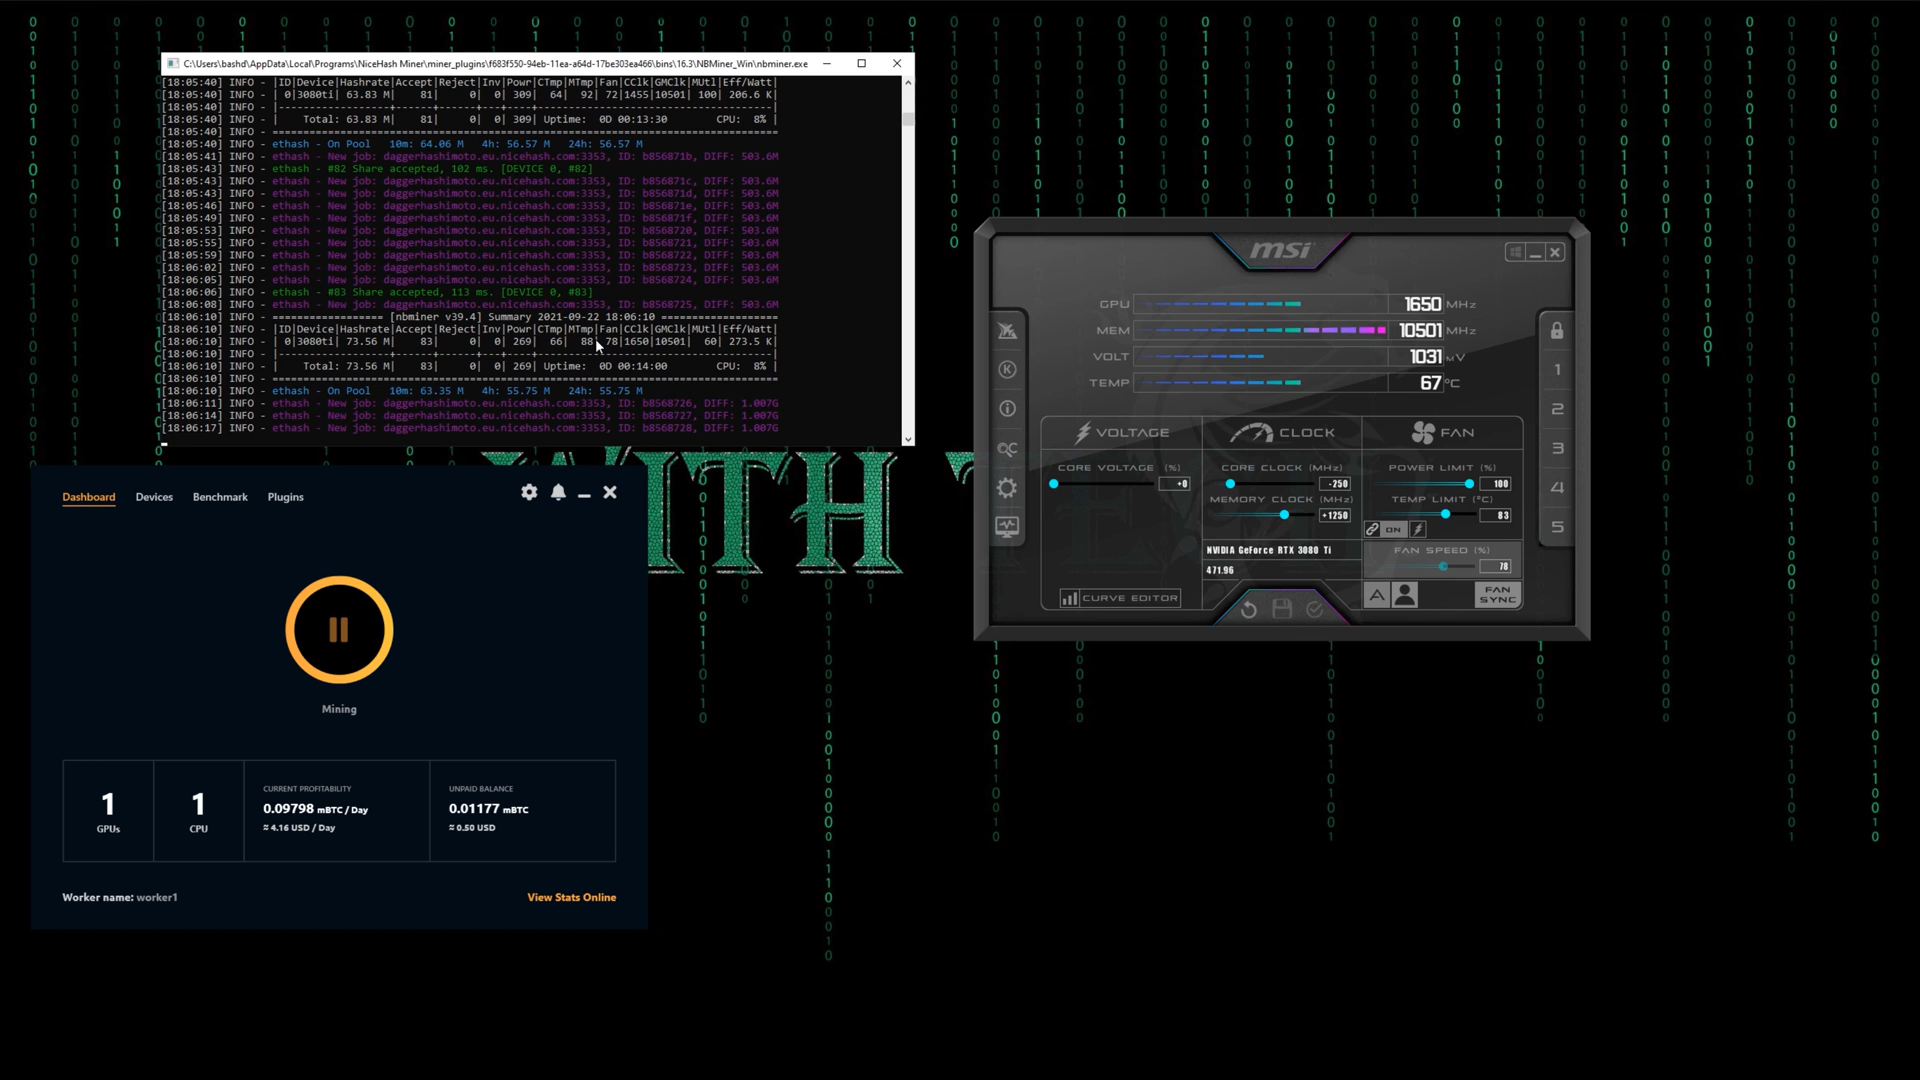 C:\Users\bashd\AppData\Local\Programs\NiceHash Miner\miner_plugins\f683f550-94eb-11ea-a64d-17be303ea466\bins\16.3\NBMiner_Win\nbminer.exe
[18:05:40] INFO - |ID|Device|Hashrate|Accept|Reject|Inv|Powr|CTmp|MTmp|Fan|CClk|GMClk|MUtl|Eff/Watt|
[18:05:40] INFO - | 0|3080ti| 63.83 M| 81| 0| 0| 309| 64| 92| 72|1455|10501| 100| 206.6 K|
[18:05:40] INFO - |------------------+------+------+---+----+---------------------------------------|
[18:05:40] INFO - | Total: 63.83 M| 81| 0| 0| 309| Uptime: 0D 00:13:30 CPU: 8% |
[18:05:40] INFO - ==================================================================================
[18:05:40] INFO - ethash - On Pool 10m: 64.06 M 4h: 56.57 M 24h: 56.57 M
[18:05:41] INFO - ethash - New job: daggerhashimoto.eu.nicehash.com:3353, ID: b856871b, DIFF: 503.6M
[18:05:43] INFO - ethash - #82 Share accepted, 102 ms. [DEVICE 0, #82]
[18:05:43] INFO - ethash - New job: daggerhashimoto.eu.nicehash.com:3353, ID: b856871c, DIFF: 503.6M
[18:05:43] INFO - ethash - New job: daggerhashimoto.eu.nicehash.com:3353, ID: b856871d, DIFF: 503.6M
[18:05:46] INFO - ethash - New job: daggerhashimoto.eu.nicehash.com:3353, ID: b856871e, DIFF: 503.6M
[18:05:49] INFO - ethash - New job: daggerhashimoto.eu.nicehash.com:3353, ID: b856871f, DIFF: 503.6M
[18:05:53] INFO - ethash - New job: daggerhashimoto.eu.nicehash.com:3353, ID: b8568720, DIFF: 503.6M
[18:05:55] INFO - ethash - New job: daggerhashimoto.eu.nicehash.com:3353, ID: b8568721, DIFF: 503.6M
[18:05:59] INFO - ethash - New job: daggerhashimoto.eu.nicehash.com:3353, ID: b8568722, DIFF: 503.6M
[18:06:02] INFO - ethash - New job: daggerhashimoto.eu.nicehash.com:3353, ID: b8568723, DIFF: 503.6M
[18:06:05] INFO - ethash - New job: daggerhashimoto.eu.nicehash.com:3353, ID: b8568724, DIFF: 503.6M
[18:06:06] INFO - ethash - #83 Share accepted, 113 ms. [DEVICE 0, #83]
[18:06:08] INFO - ethash - New job: daggerhashimoto.eu.nicehash.com:3353, ID: b8568725, DIFF: 503.6M
[18:06:10] INFO - ================== [nbminer v39.4] Summary 2021-09-22 18:06:10 ===================
[18:06:10] INFO - |ID|Device|Hashrate|Accept|Reject|Inv|Powr|CTmp|MTmp|Fan|CClk|GMClk|MUtl|Eff/Watt|
[18:06:10] INFO - | 0|3080ti| 73.56 M| 83| 0| 0| 269| 66| 88| 78|1650|10501| 60| 273.5 K|
[18:06:10] INFO - |------------------+------+------+---+----+---------------------------------------|
[18:06:10] INFO - | Total: 73.56 M| 83| 0| 0| 269| Uptime: 0D 00:14:00 CPU: 8% |
[18:06:10] INFO - ==================================================================================
[18:06:10] INFO - ethash - On Pool 10m: 63.35 M 4h: 55.75 M 24h: 55.75 M
[18:06:11] INFO - ethash - New job: daggerhashimoto.eu.nicehash.com:3353, ID: b8568726, DIFF: 1.007G
[18:06:14] INFO - ethash - New job: daggerhashimoto.eu.nicehash.com:3353, ID: b8568727, DIFF: 1.007G
[18:06:17] INFO - ethash - New job: daggerhashimoto.eu.nicehash.com:3353, ID: b8568728, DIFF: 1.007G
WITH
Dashboard Devices Benchmark Plugins
Mining
1
GPUs
1
CPU
CURRENT PROFITABILITY
0.09798 mBTC / Day
≈ 4.16 USD / Day
UNPAID BALANCE
0.01177 mBTC
≈ 0.50 USD
Worker name: worker1
View Stats Online
msi
GPU 1650 MHz
MEM 10501 MHz
VOLT 1031 MV
TEMP 67 °C
K
OC
1
2
3
4
5
VOLTAGE
CORE VOLTAGE (%)
+0
CURVE EDITOR
CLOCK
CORE CLOCK (MHz)
-250
MEMORY CLOCK (MHz)
+1250
NVIDIA GeForce RTX 3080 Ti
471.96
FAN
POWER LIMIT (%)
100
TEMP LIMIT (°C)
83
ON
FAN SPEED (%)
78
A
FAN SYNC